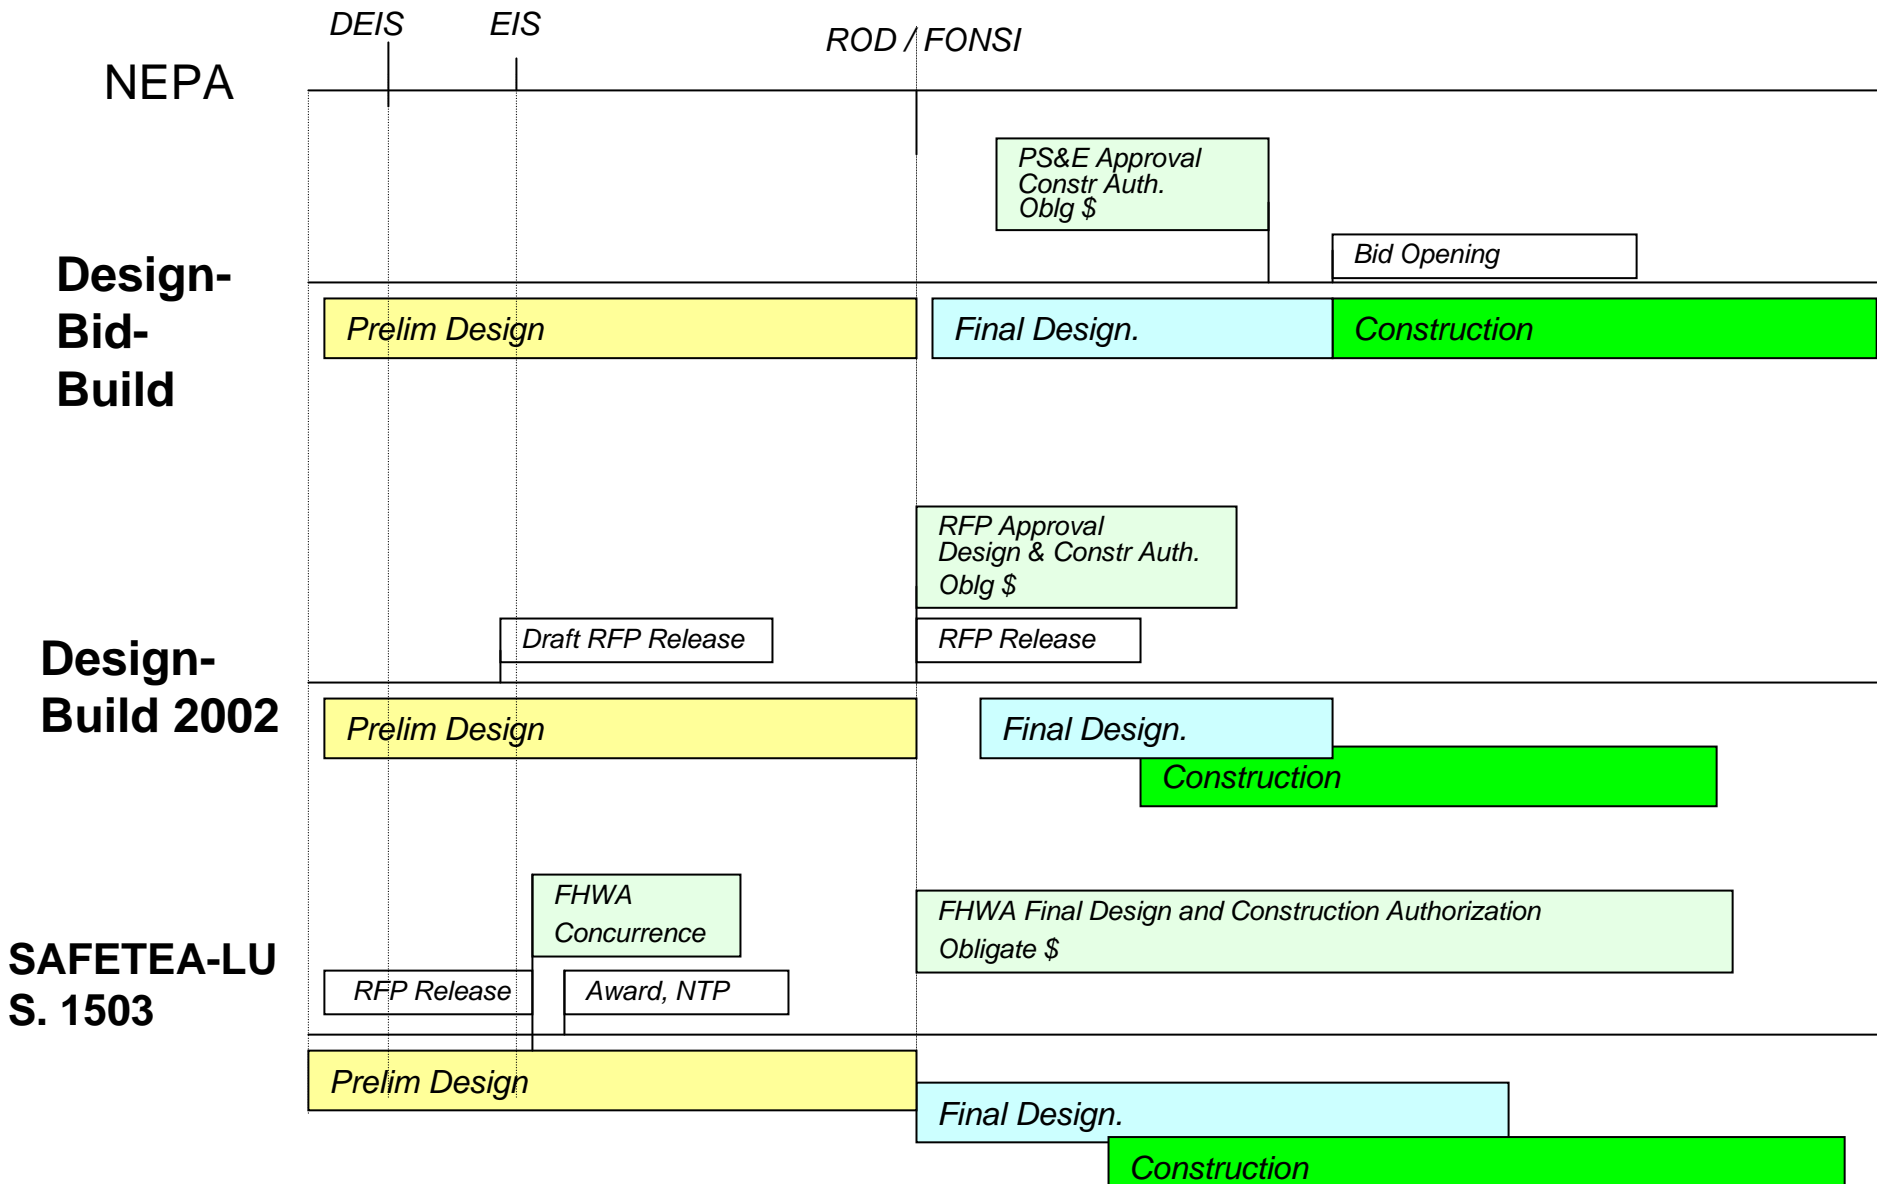 DEIS
EIS
ROD / FONSI
NEPA
PS&E Approval
Constr Auth.
Oblg $
Bid Opening
Design-
Bid-
Build
Prelim Design
Final Design.
Construction
RFP Approval
Design & Constr Auth.
Oblg $
Draft RFP Release
RFP Release
Design-
Build 2002
Prelim Design
Final Design.
Construction
FHWA
Concurrence
FHWA Final Design and Construction Authorization
Obligate $
SAFETEA-LU
S. 1503
RFP Release
Award, NTP
Prelim Design
Final Design.
Construction